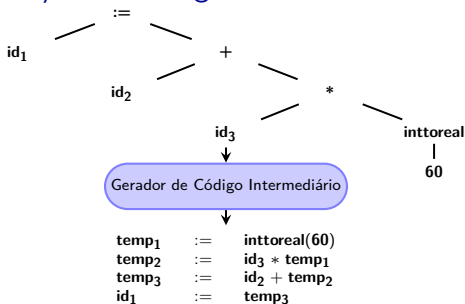 :=
id₁
+
id₂
*
id₃
inttoreal
60
Gerador de Código Intermediário
temp₁ := inttoreal(60)
temp₂ := id₃ ∗ temp₁
temp₃ := id₂ + temp₂
id₁ := temp₃